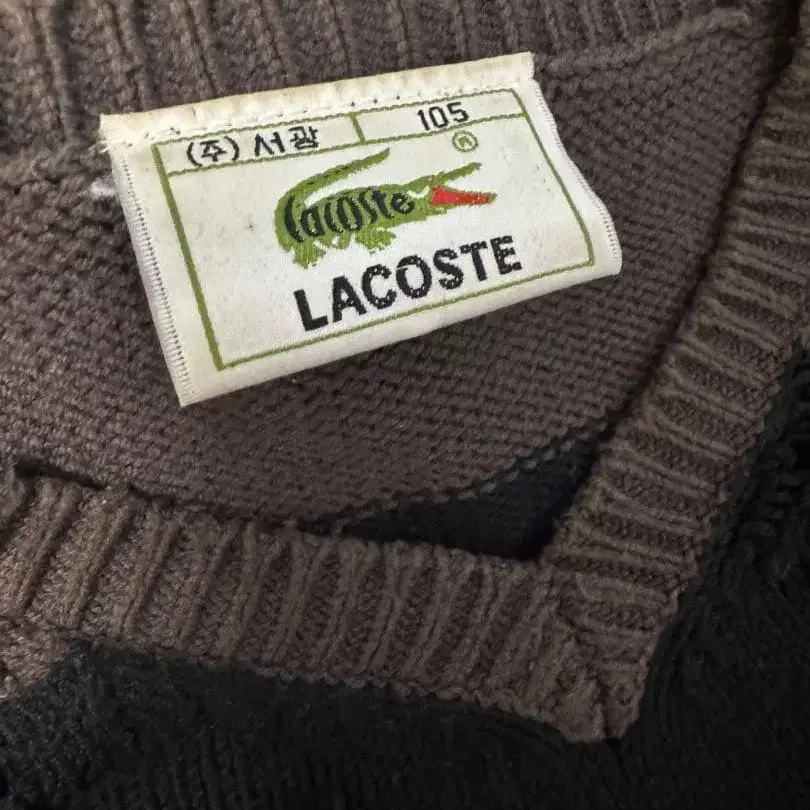 (주) 서광 105
®
Lacoste
LACOSTE